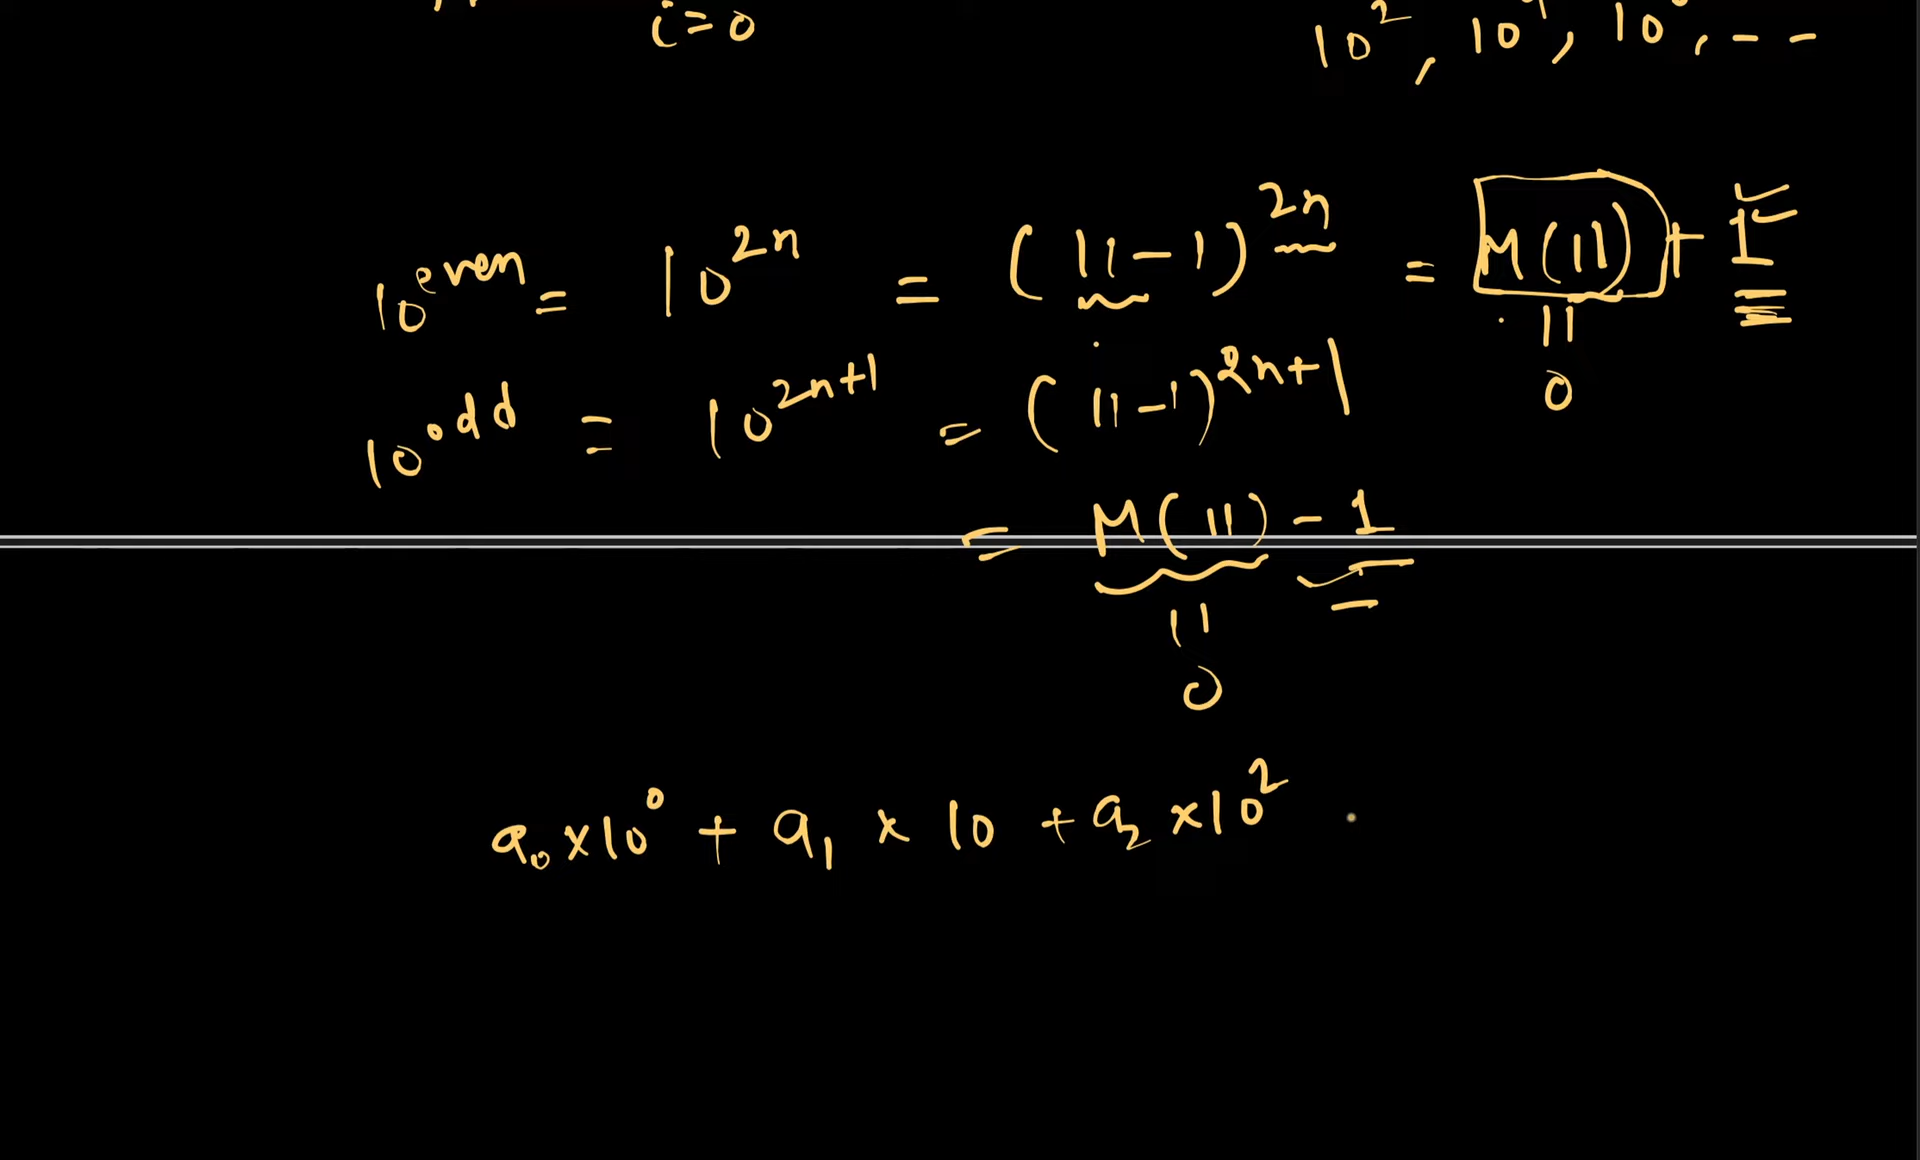 i=0
10², 10⁴, 10 , - -
10^even = 10^2n = (11-1)^2n = M(11) + 1
11
0
10^odd = 10^2n+1 = (11-1)^2n+1
= M(11) - 1
11
0
a₀×10⁰ + a₁ × 10 + a₂ ×10²